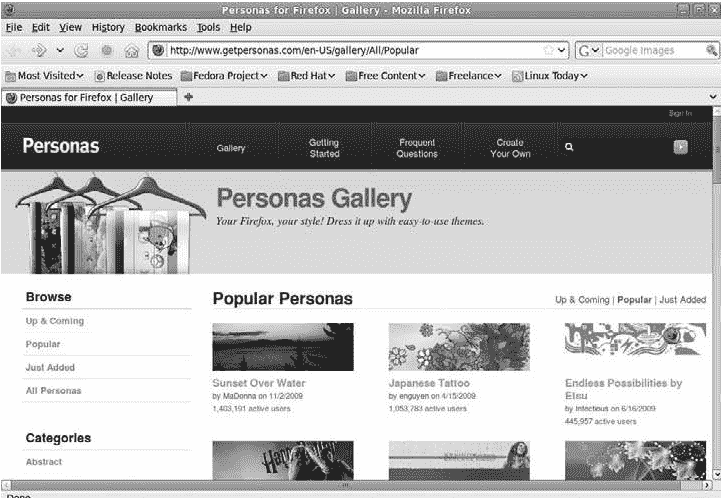 Personas for Firefox | Gallery - Mozilla Firefox
File Edit View History Bookmarks Tools Help
http://www.getpersonas.com/en-US/gallery/All/Popular
Google Images
Most Visited Release Notes Fedora Project Red Hat Free Content Freelance Linux Today
Personas for Firefox | Gallery
Sign In
Personas
Gallery
Getting
Started
Frequent
Questions
Create
Your Own
Personas Gallery
Your Firefox, your style! Dress it up with easy-to-use themes.
Browse
Up & Coming
Popular
Just Added
All Personas
Categories
Abstract
Popular Personas
Up & Coming | Popular | Just Added
Sunset Over Water
by MaDonna on 11/2/2009
1,403,191 active users
Japanese Tattoo
by enguyen on 4/15/2009
1,053,783 active users
Endless Possibilities by
Etsu
by Infectious on 6/16/2009
445,957 active users
Done